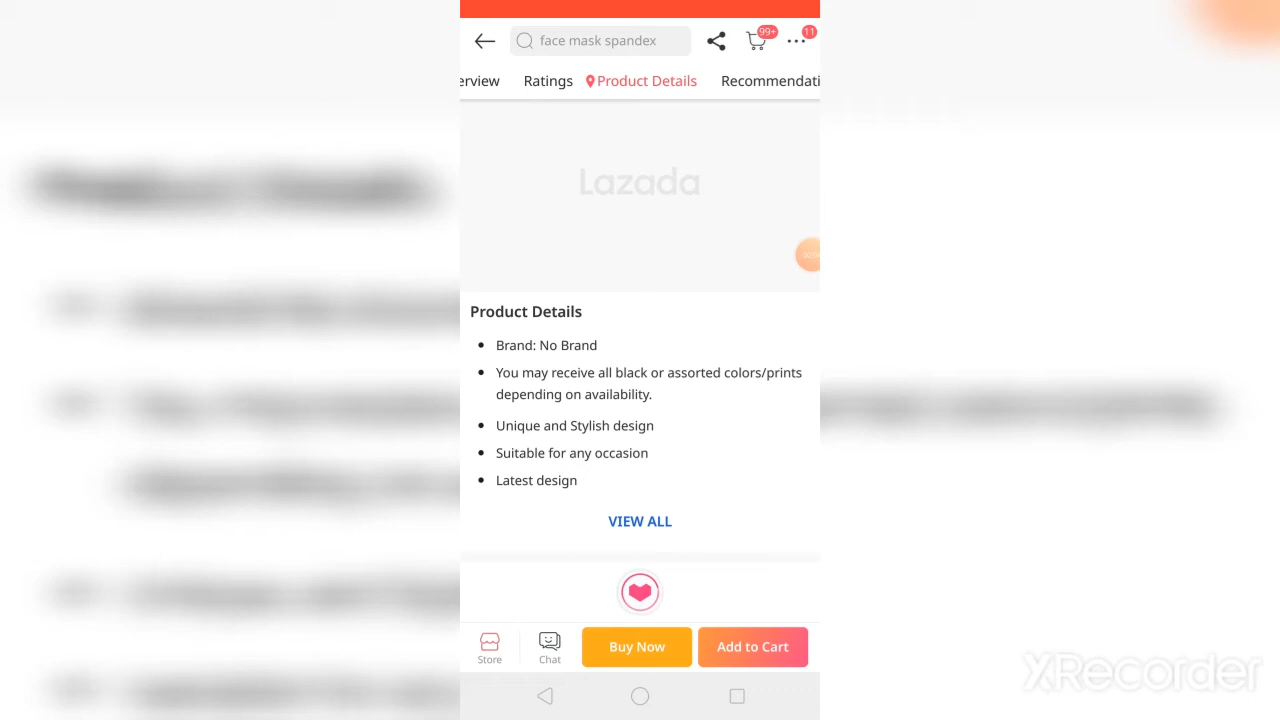 face mask spandex
99+
11
erview
Ratings
Product Details
Recommendati
Lazada
Product Details
Brand: No Brand
You may receive all black or assorted colors/prints
depending on availability.
Unique and Stylish design
Suitable for any occasion
Latest design
VIEW ALL
Store
Chat
Buy Now
Add to Cart
XRecorder